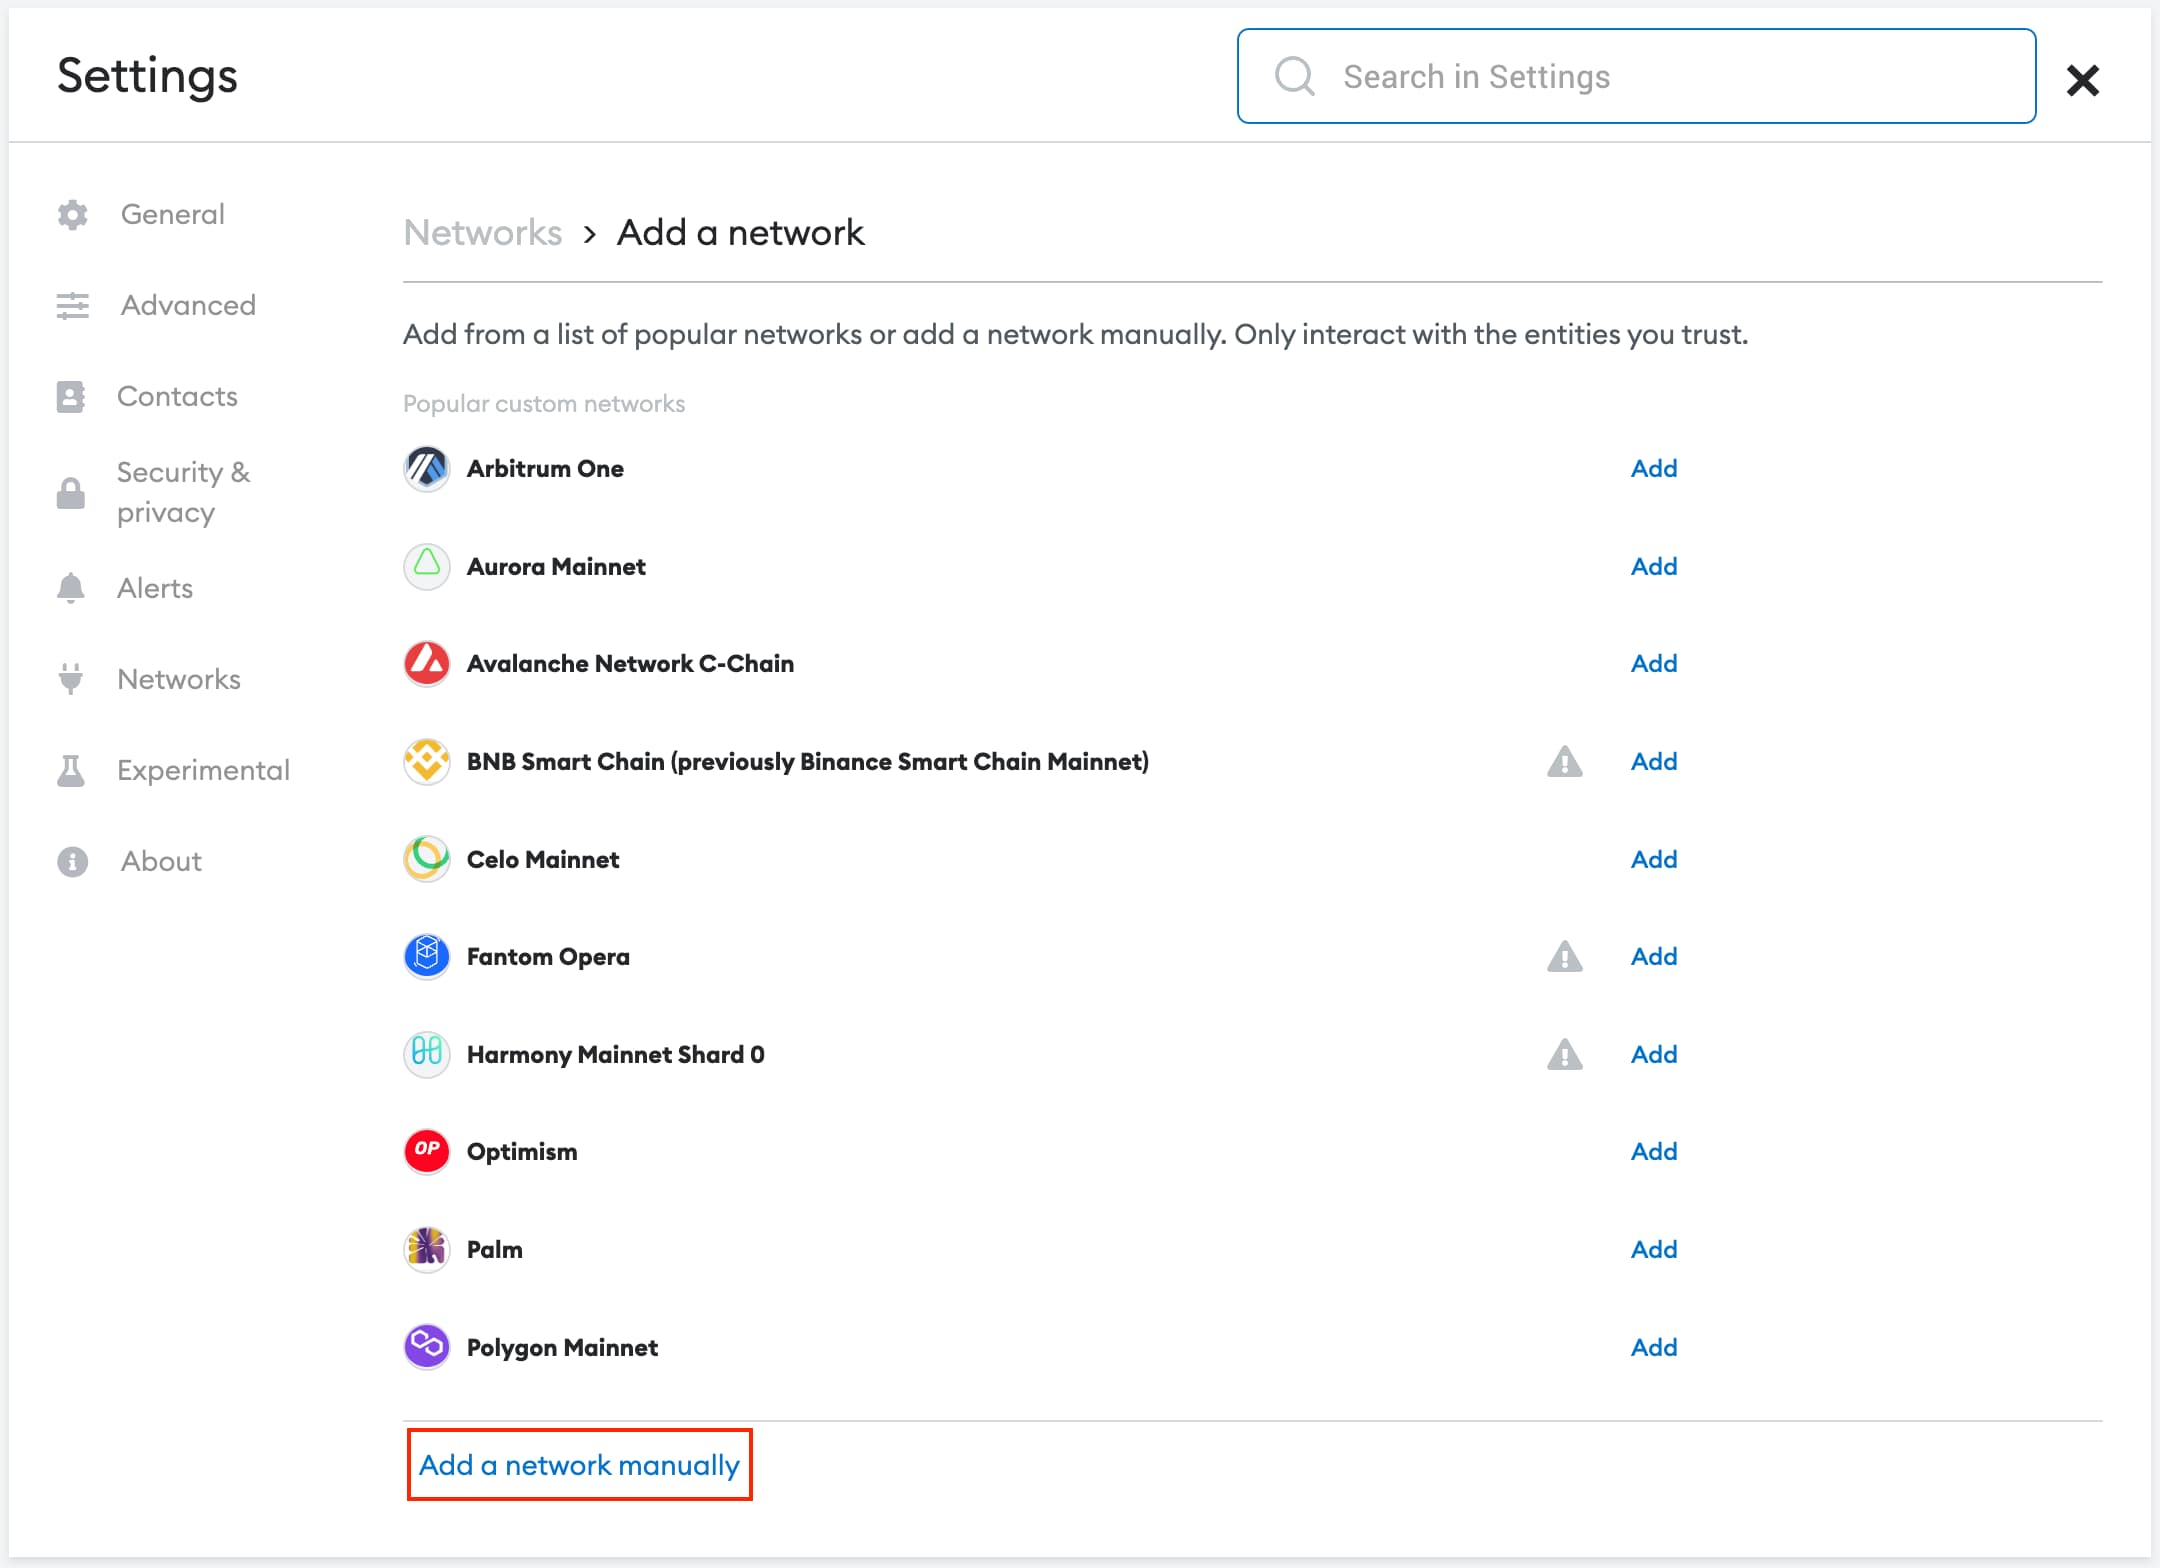 Settings
Search in Settings
General
Advanced
Contacts
Security &
privacy
Alerts
Networks
Experimental
About
Networks › Add a network
Add from a list of popular networks or add a network manually. Only interact with the entities you trust.
Popular custom networks
Arbitrum One Add
Aurora Mainnet Add
Avalanche Network C-Chain Add
BNB Smart Chain (previously Binance Smart Chain Mainnet) Add
Celo Mainnet Add
Fantom Opera Add
Harmony Mainnet Shard 0 Add
OP Optimism Add
Palm Add
Polygon Mainnet Add
Add a network manually